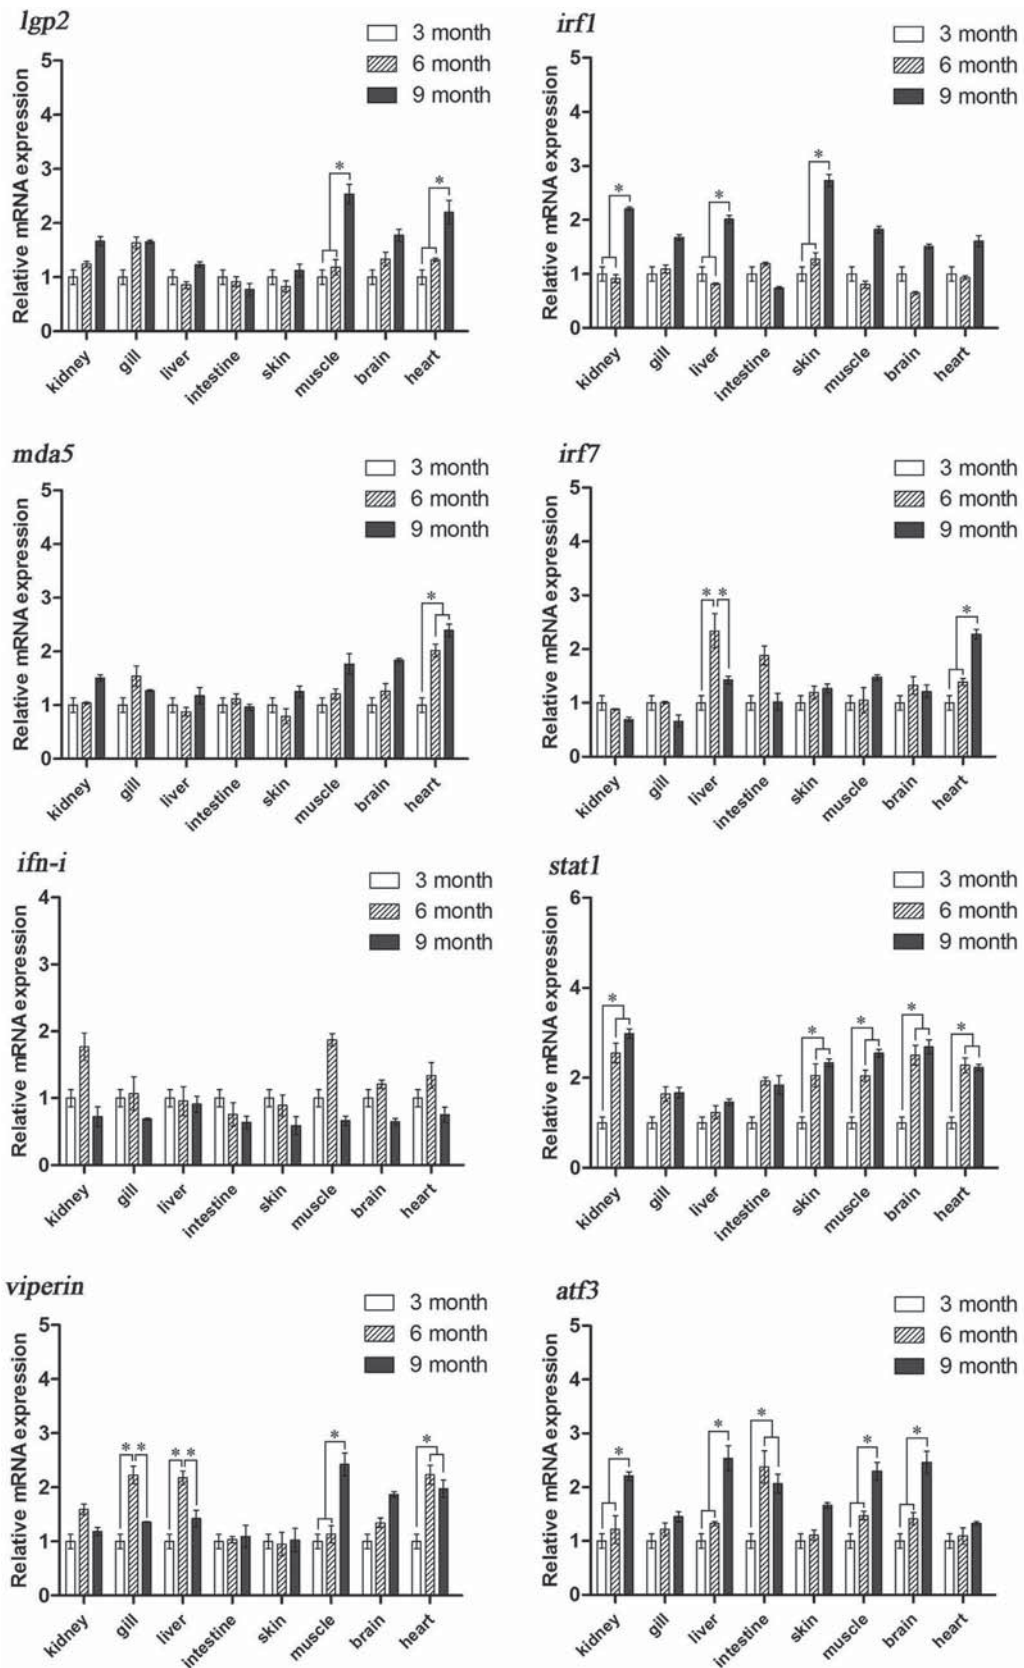 lgp2
3 month
6 month
9 month
Relative mRNA expression
5
4
3
2
1
0
* *
kidney gill liver intestine skin muscle brain heart
irf1
3 month
6 month
9 month
Relative mRNA expression
5
4
3
2
1
0
* * *
kidney gill liver intestine skin muscle brain heart
mda5
3 month
6 month
9 month
Relative mRNA expression
5
4
3
2
1
0
*
kidney gill liver intestine skin muscle brain heart
irf7
3 month
6 month
9 month
Relative mRNA expression
5
4
3
2
1
0
* * *
kidney gill liver intestine skin muscle brain heart
ifn-i
3 month
6 month
9 month
Relative mRNA expression
4
3
2
1
0
kidney gill liver intestine skin muscle brain heart
stat1
3 month
6 month
9 month
Relative mRNA expression
6
4
2
0
* * * * *
kidney gill liver intestine skin muscle brain heart
viperin
3 month
6 month
9 month
Relative mRNA expression
5
4
3
2
1
0
* * * * * *
kidney gill liver intestine skin muscle brain heart
atf3
3 month
6 month
9 month
Relative mRNA expression
5
4
3
2
1
0
* * * * *
kidney gill liver intestine skin muscle brain heart